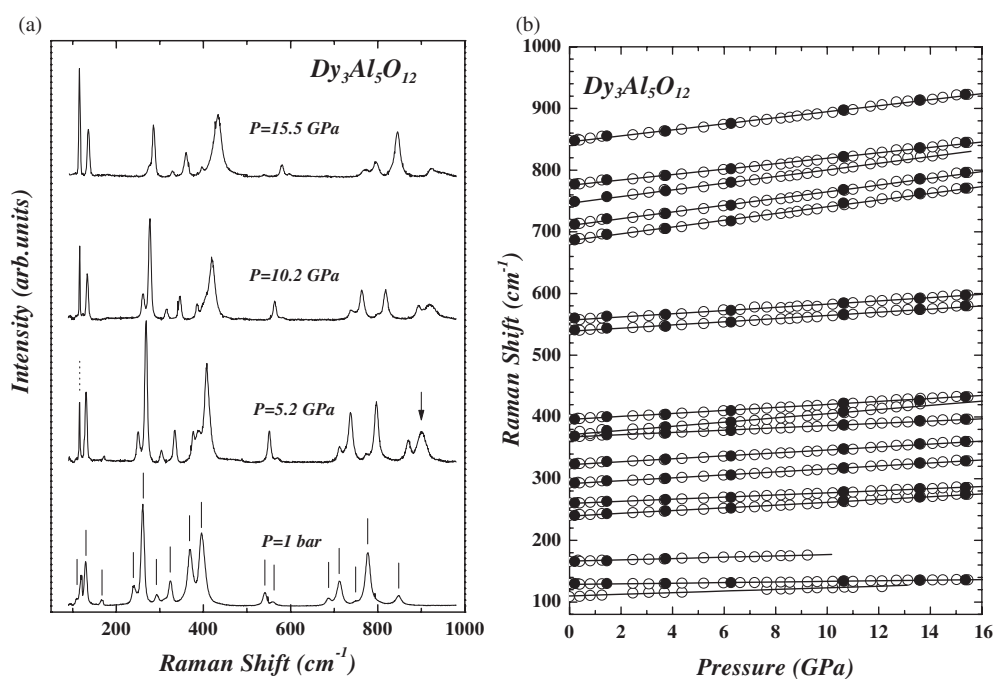 (a)
Dy3Al5O12
P=15.5 GPa
P=10.2 GPa
P=5.2 GPa
P=1 bar
Intensity (arb.units)
0 200 400 600 800 1000
Raman Shift (cm-1)
(b)
Dy3Al5O12
1000
900
800
700
600
500
400
300
200
100
Raman Shift (cm-1)
0 2 4 6 8 10 12 14 16
Pressure (GPa)